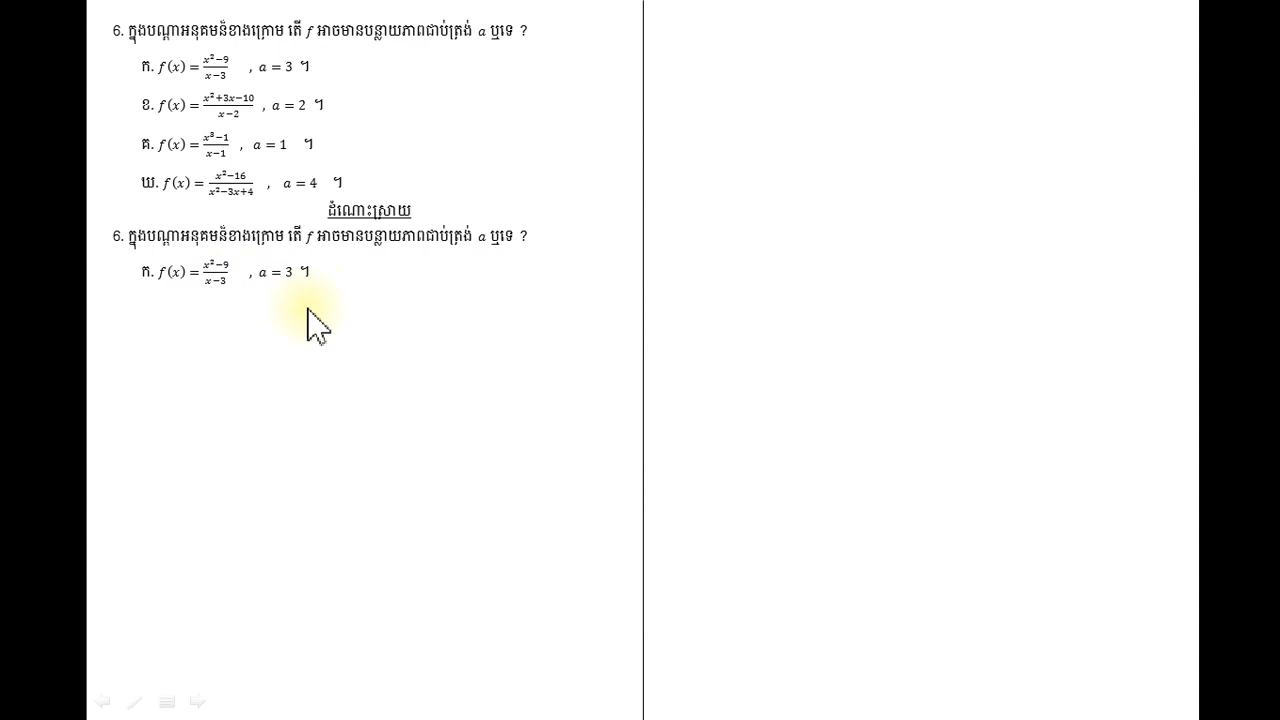 6. ក្នុងបណ្តាអនុគមន៍ខាងក្រោម តើ f អាចមានបន្លាយភាពជាប់ត្រង់ a ឬទេ ?
ក. f(x) = (x²−9)/(x−3) , a = 3 ។
ខ. f(x) = (x²+3x−10)/(x−2) , a = 2 ។
គ. f(x) = (x³−1)/(x−1) , a = 1 ។
ឃ. f(x) = (x²−16)/(x²−3x+4) , a = 4 ។
ដំណោះស្រាយ
6. ក្នុងបណ្តាអនុគមន៍ខាងក្រោម តើ f អាចមានបន្លាយភាពជាប់ត្រង់ a ឬទេ ?
ក. f(x) = (x²−9)/(x−3) , a = 3 ។